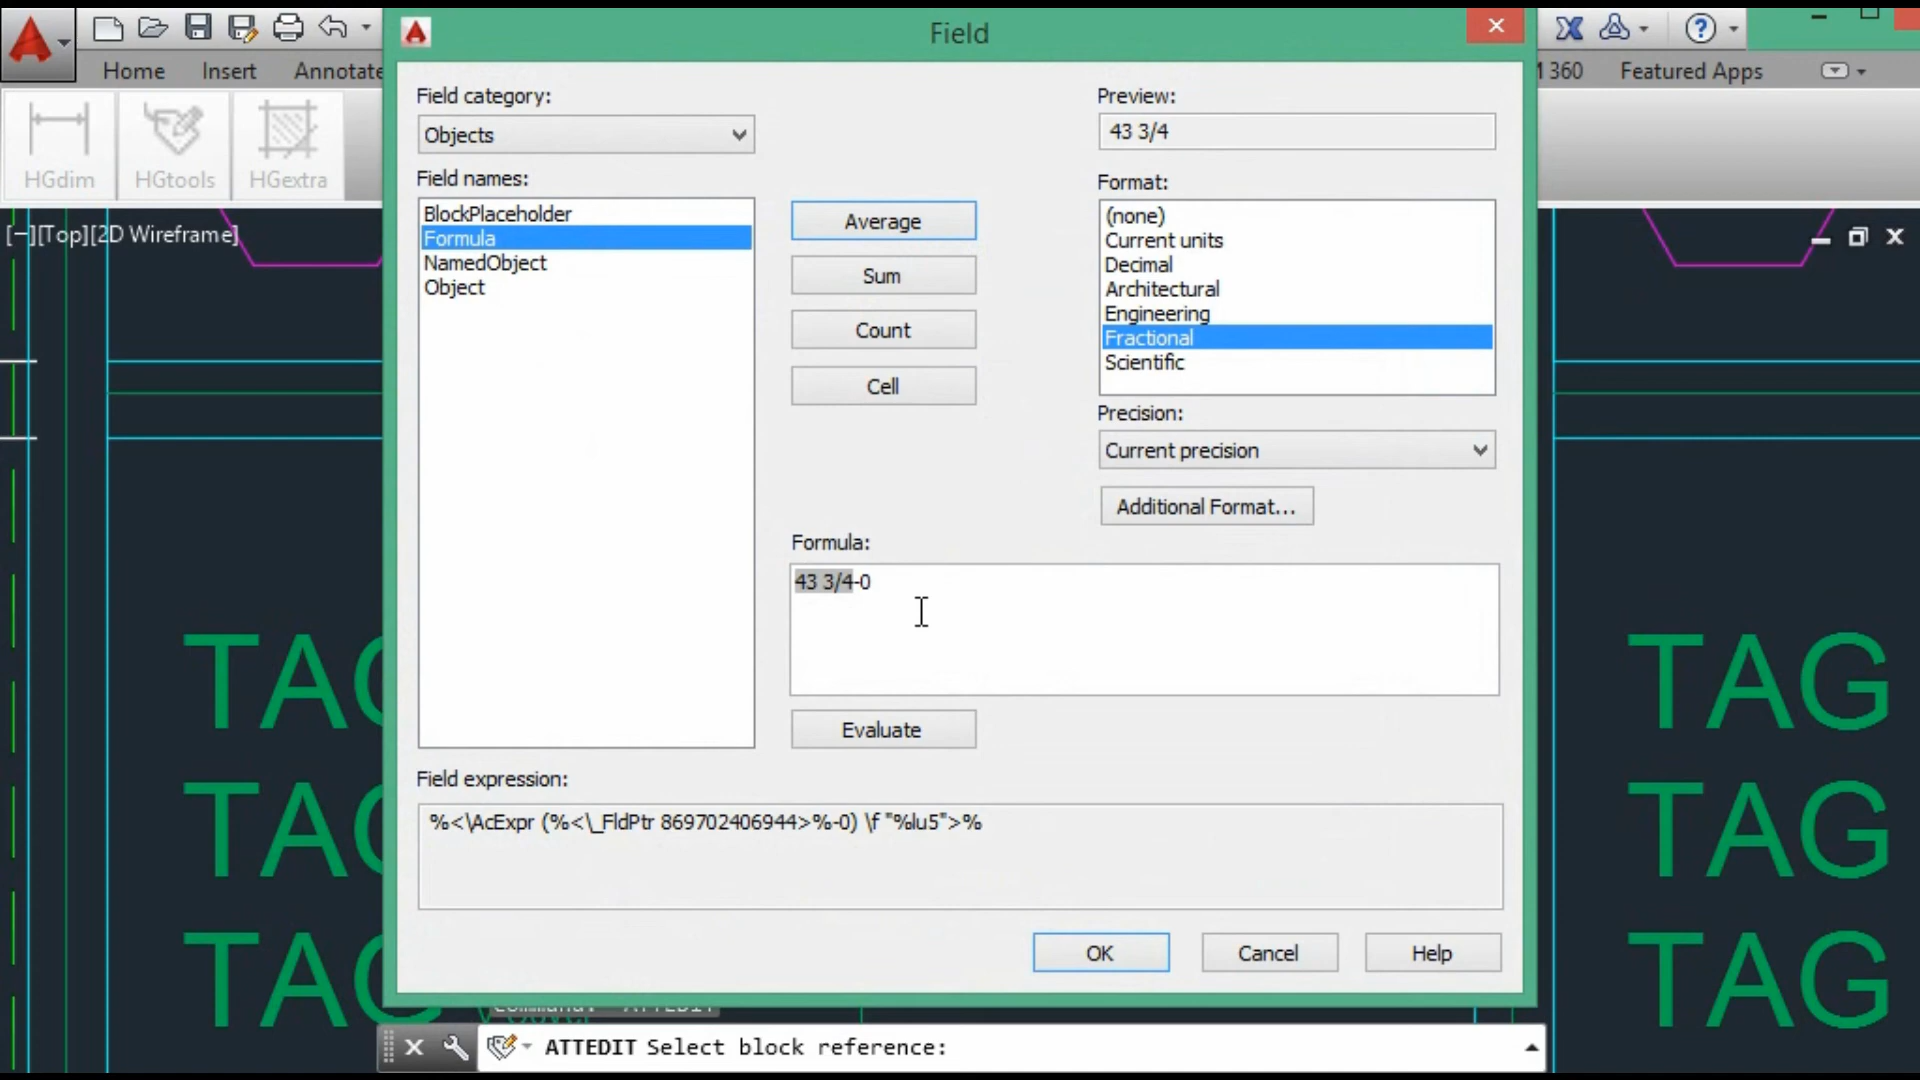 Field
Home
Insert
Annotate
360
Featured Apps
HGdim
HGtools
HGextra
[−][Top][2D Wireframe]
Field category:
Objects
Field names:
BlockPlaceholder
Formula
NamedObject
Object
Average
Sum
Count
Cell
Preview:
43 3/4
Format:
(none)
Current units
Decimal
Architectural
Engineering
Fractional
Scientific
Precision:
Current precision
Additional Format...
Formula:
43 3/4-0
Evaluate
Field expression:
%<\AcExpr (%<\_FldPtr 869702406944>%-0) \f "%lu5">%
OK
Cancel
Help
TAG
TAG
TAG
TAG
TAG
TAG
ATTEDIT Select block reference: